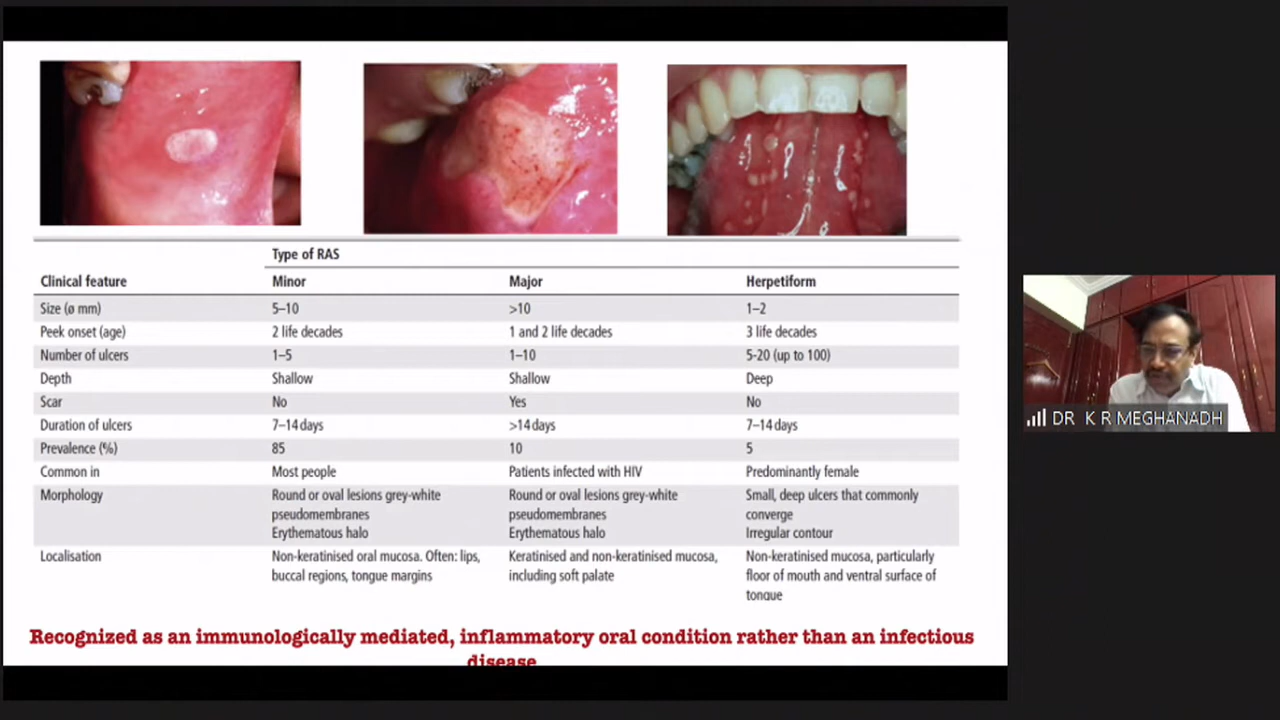 Type of RAS
Clinical feature Minor Major Herpetiform
Size (ø mm) 5–10 >10 1–2
Peek onset (age) 2 life decades 1 and 2 life decades 3 life decades
Number of ulcers 1–5 1–10 5-20 (up to 100)
Depth Shallow Shallow Deep
Scar No Yes No
Duration of ulcers 7–14 days >14 days 7–14 days
Prevalence (%) 85 10 5
Common in Most people Patients infected with HIV Predominantly female
Morphology Round or oval lesions grey-white Round or oval lesions grey-white Small, deep ulcers that commonly
pseudomembranes pseudomembranes converge
Erythematous halo Erythematous halo Irregular contour
Localisation Non-keratinised oral mucosa. Often: lips, Keratinised and non-keratinised mucosa, Non-keratinised mucosa, particularly
buccal regions, tongue margins including soft palate floor of mouth and ventral surface of
tongue
Recognized as an immunologically mediated, inflammatory oral condition rather than an infectious
disease
DR K R MEGHANADH